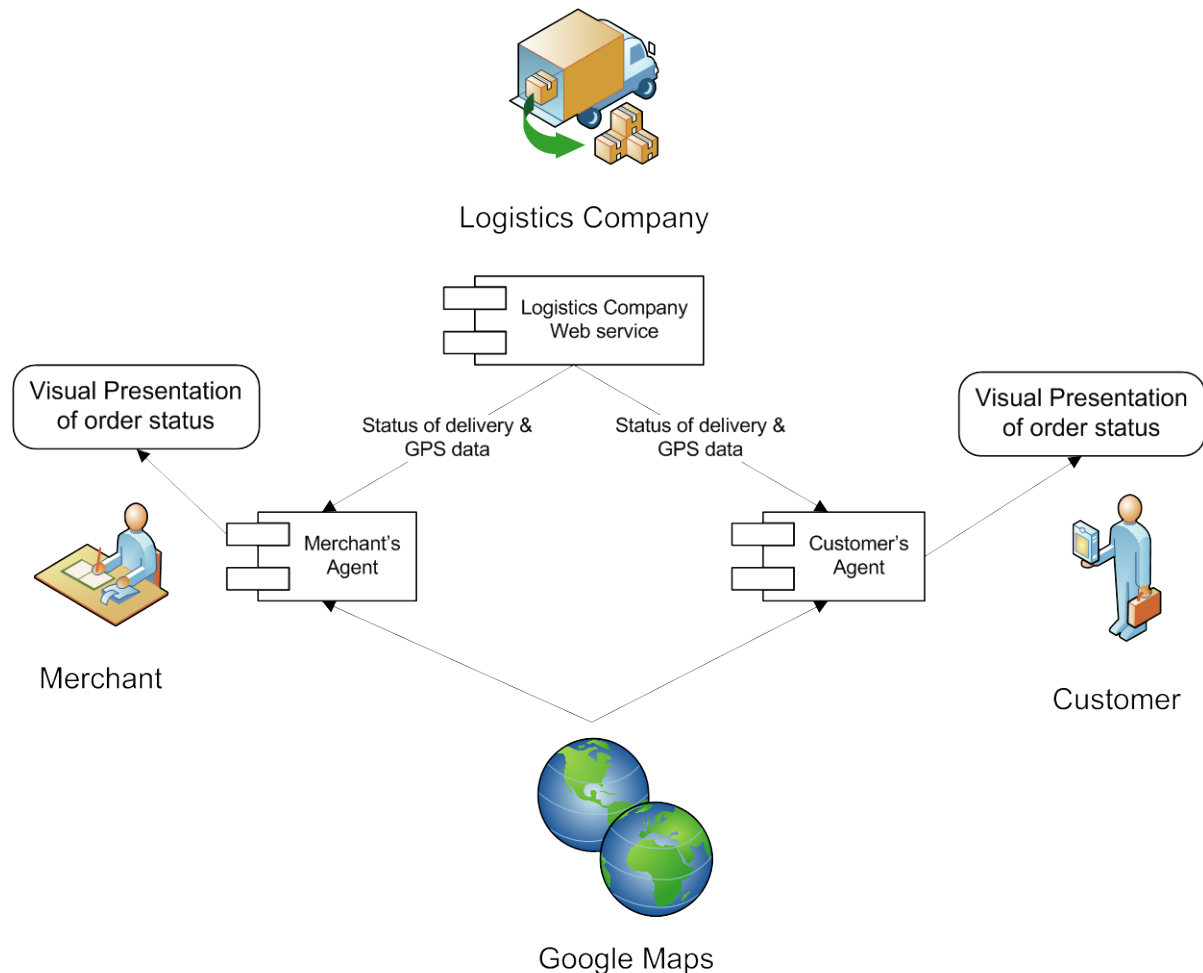 Logistics Company
Logistics Company
Web service
Visual Presentation
of order status
Visual Presentation
of order status
Status of delivery &
GPS data
Status of delivery &
GPS data
Merchant's
Agent
Customer's
Agent
Merchant
Customer
Google Maps